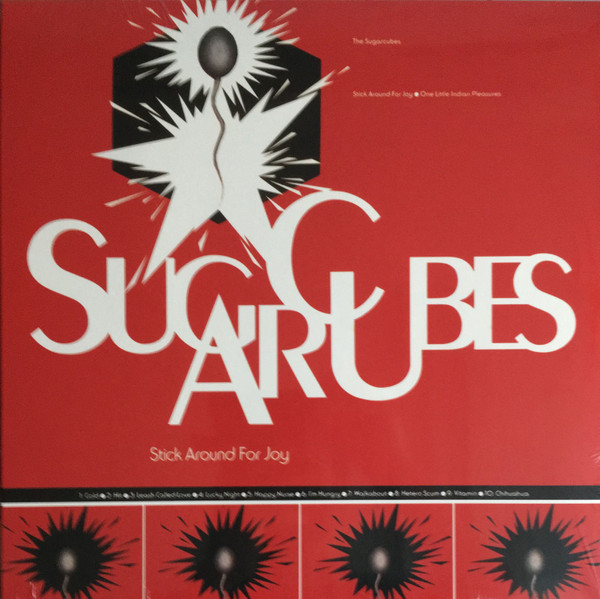 The Sugarcubes
Stick Around For Joy ● One Little Indian Pleasures
SUGARCUBES
Stick Around For Joy
1: Gold ● 2: Hit ● 3: Leash Called Love ● 4: Lucky Night ● 5: Happy Nurse ● 6: I'm Hungry ● 7: Walkabout ● 8: Hetero Scum ● 9: Vitamin ● 10: Chihuahua